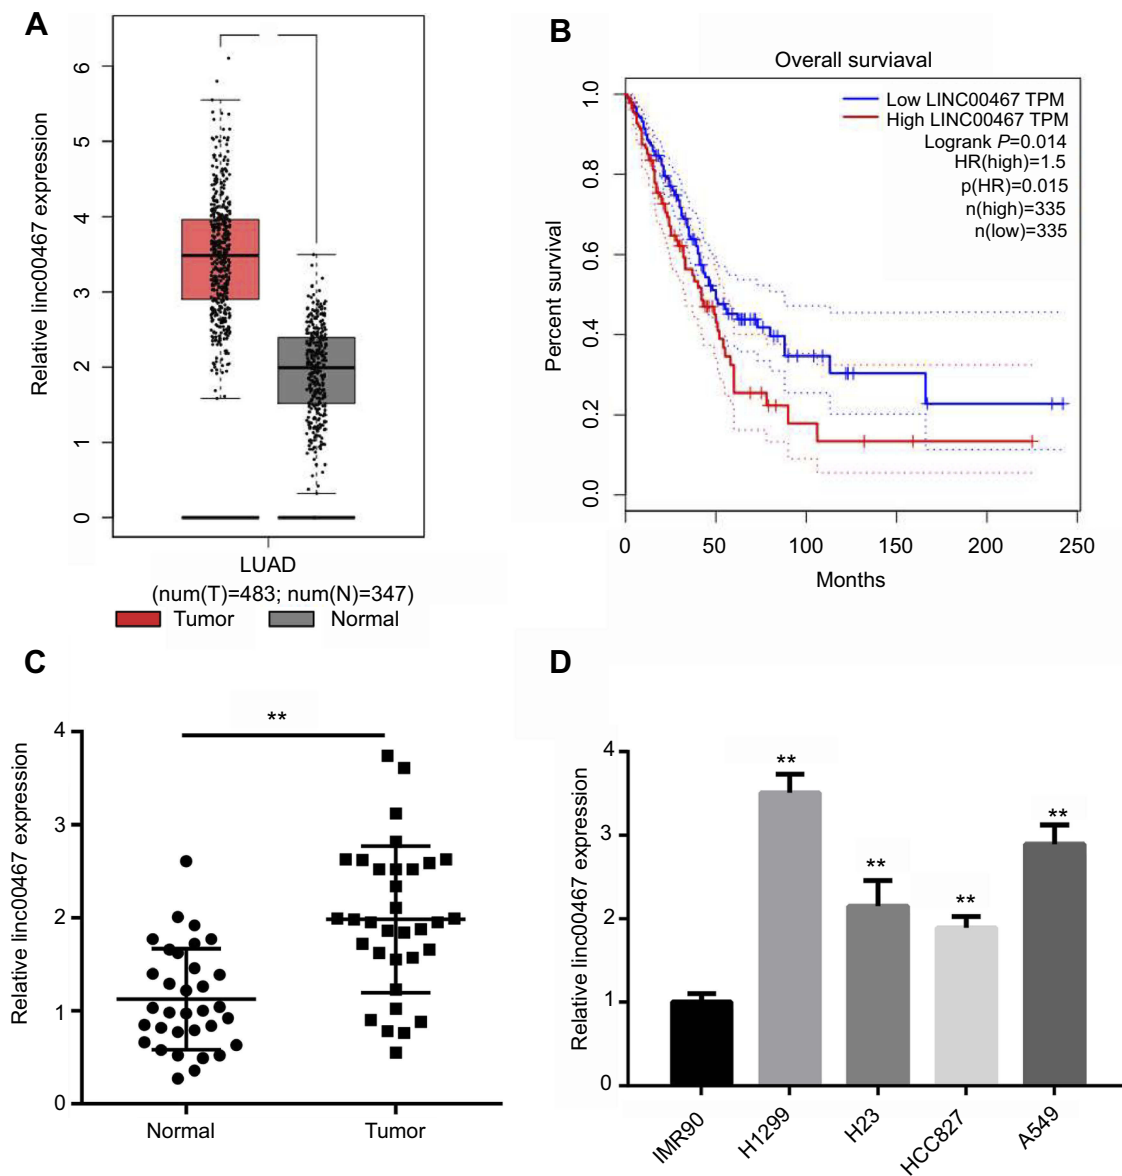 A
Relative linc00467 expression
6
5
4
3
2
1
0
LUAD
(num(T)=483; num(N)=347)
Tumor
Normal
B
Overall surviaval
Percent survival
1.0
0.8
0.6
0.4
0.2
0.0
Low LINC00467 TPM
High LINC00467 TPM
Logrank P=0.014
HR(high)=1.5
p(HR)=0.015
n(high)=335
n(low)=335
0 50 100 150 200 250
Months
C
Relative linc00467 expression
4
3
2
1
0
**
Normal Tumor
D
Relative linc00467 expression
4
3
2
1
0
**
**
**
**
IMR90 H1299 H23 HCC827 A549